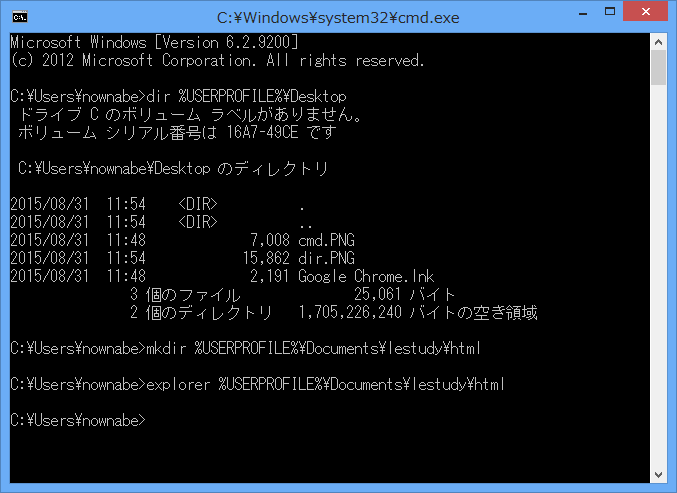 C:¥Windows¥system32¥cmd.exe
Microsoft Windows [Version 6.2.9200]
(c) 2012 Microsoft Corporation. All rights reserved.
C:¥Users¥nownabe>dir %USERPROFILE%¥Desktop
ドライブ C のボリューム ラベルがありません。
ボリューム シリアル番号は 16A7-49CE です
C:¥Users¥nownabe¥Desktop のディレクトリ
2015/08/31  11:54    <DIR>          .
2015/08/31  11:54    <DIR>          ..
2015/08/31  11:48             7,008 cmd.PNG
2015/08/31  11:54            15,862 dir.PNG
2015/08/31  11:48             2,191 Google Chrome.lnk
3 個のファイル              25,061 バイト
2 個のディレクトリ   1,705,226,240 バイトの空き領域
C:¥Users¥nownabe>mkdir %USERPROFILE%¥Documents¥lestudy¥html
C:¥Users¥nownabe>explorer %USERPROFILE%¥Documents¥lestudy¥html
C:¥Users¥nownabe>